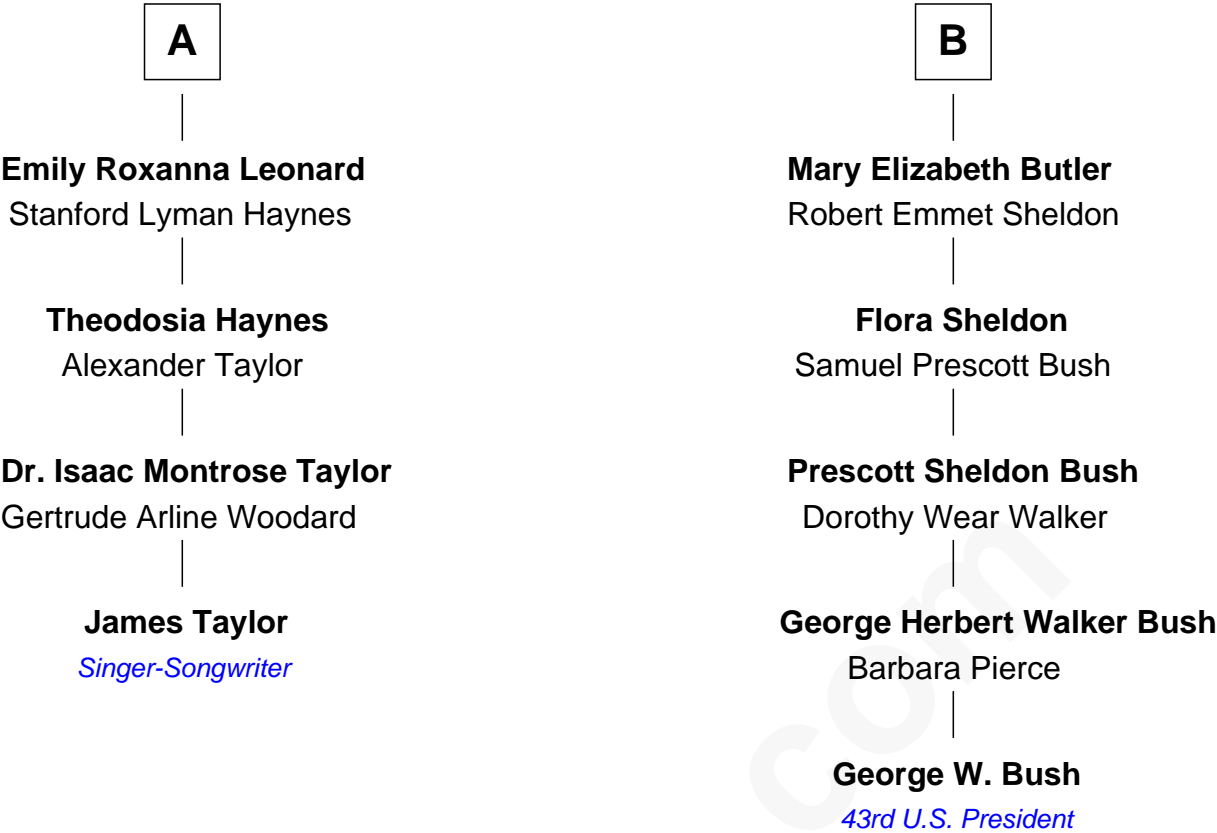 A
Emily Roxanna Leonard
Stanford Lyman Haynes
Theodosia Haynes
Alexander Taylor
Dr. Isaac Montrose Taylor
Gertrude Arline Woodard
James Taylor
Singer-Songwriter
B
Mary Elizabeth Butler
Robert Emmet Sheldon
Flora Sheldon
Samuel Prescott Bush
Prescott Sheldon Bush
Dorothy Wear Walker
George Herbert Walker Bush
Barbara Pierce
George W. Bush
43rd U.S. President
com